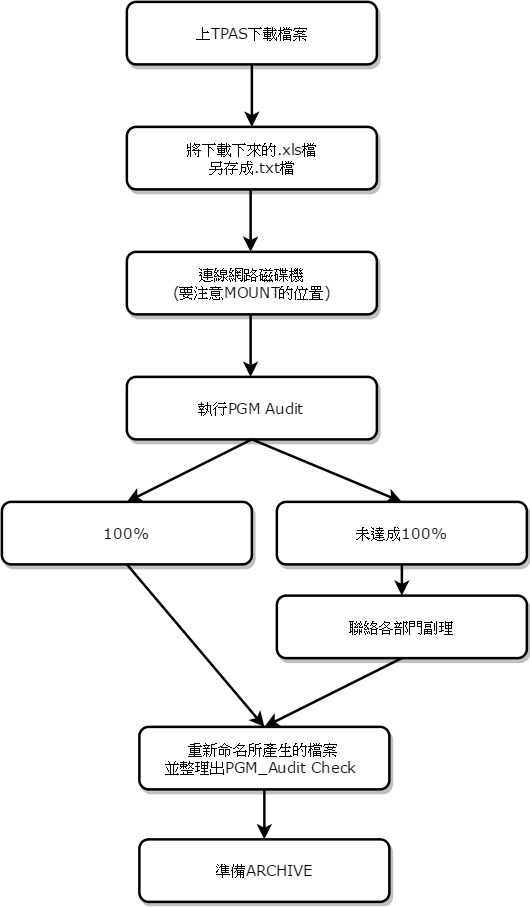 上TPAS下載檔案
將下載下來的.xls檔
另存成.txt檔
連線網路磁碟機
(要注意MOUNT的位置)
執行PGM Audit
100%
未達成100%
聯絡各部門副理
重新命名所產生的檔案
並整理出PGM_Audit Check
準備ARCHIVE